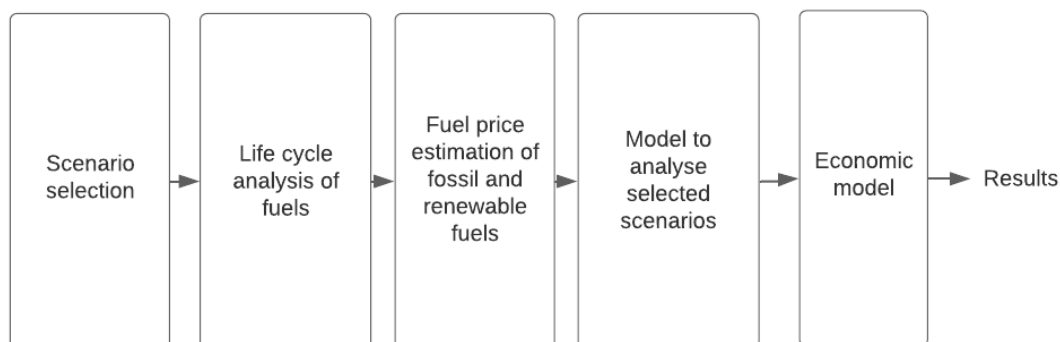 Scenario
selection
Life cycle
analysis of
fuels
Fuel price
estimation of
fossil and
renewable
fuels
Model to
analyse
selected
scenarios
Economic
model
Results